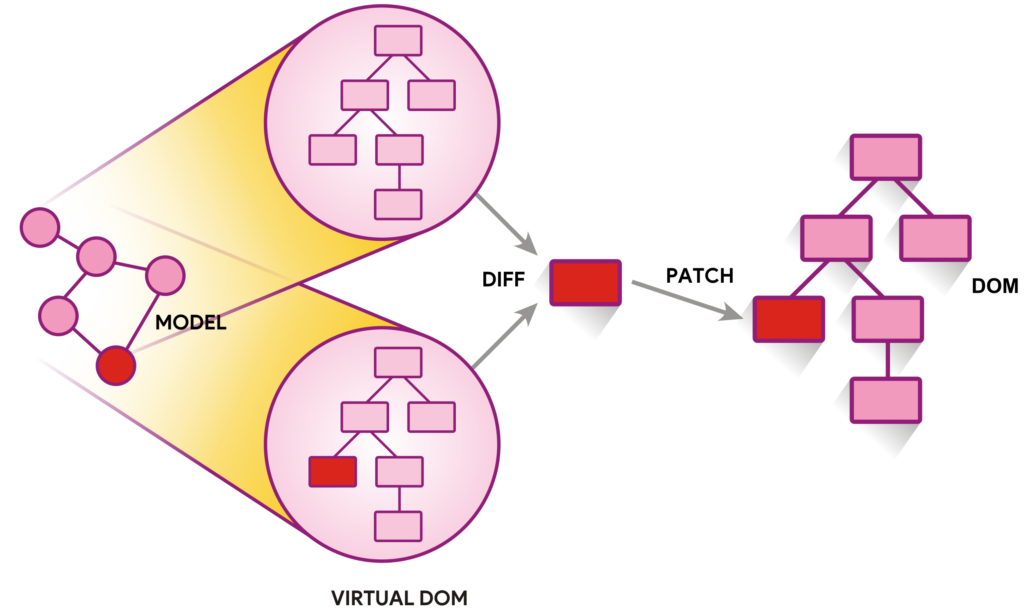 MODEL
DIFF
PATCH
DOM
VIRTUAL DOM